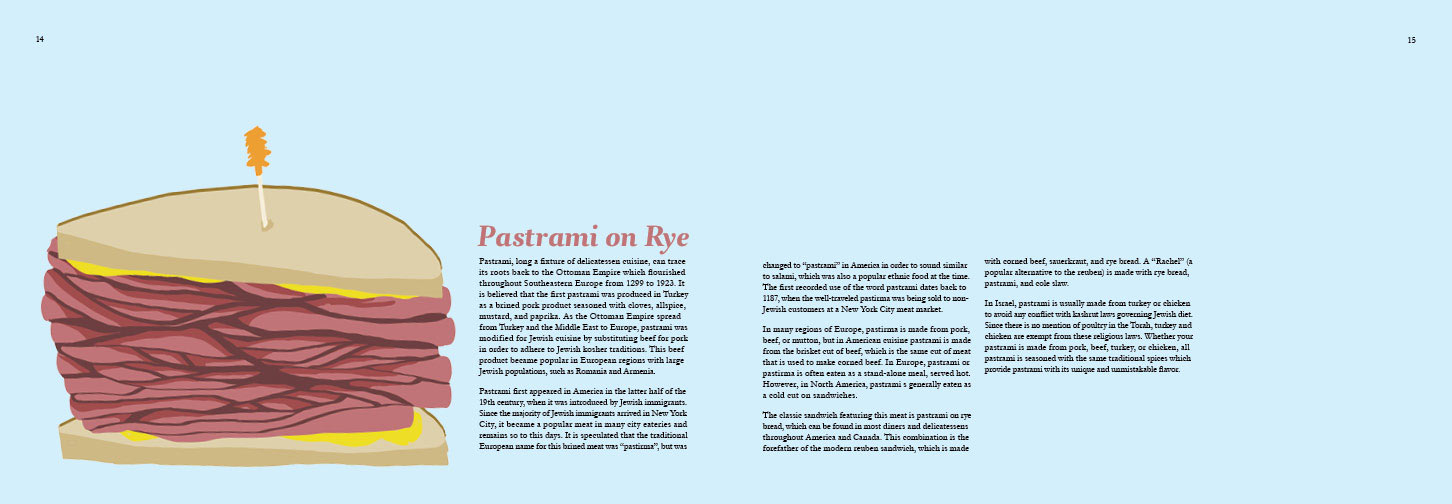 14
15
Pastrami on Rye
Pastrami, long a fixture of delicatessen cuisine, can trace
its roots back to the Ottoman Empire which flourished
throughout Southeastern Europe from 1299 to 1923. It
is believed that the first pastrami was produced in Turkey
as a brined pork product seasoned with cloves, allspice,
mustard, and paprika. As the Ottoman Empire spread
from Turkey and the Middle East to Europe, pastrami was
modified for Jewish cuisine by substituting beef for pork
in order to adhere to Jewish kosher traditions. This beef
product became popular in European regions with large
Jewish populations, such as Romania and Armenia.
Pastrami first appeared in America in the latter half of the
19th century, when it was introduced by Jewish immigrants.
Since the majority of Jewish immigrants arrived in New York
City, it became a popular meat in many city eateries and
remains so to this days. It is speculated that the traditional
European name for this brined meat was “pastirma”, but was
changed to “pastrami” in America in order to sound similar
to salami, which was also a popular ethnic food at the time.
The first recorded use of the word pastrami dates back to
1187, when the well-traveled pastirma was being sold to non-
Jewish customers at a New York City meat market.
In many regions of Europe, pastirma is made from pork,
beef, or mutton, but in American cuisine pastrami is made
from the brisket cut of beef, which is the same cut of meat
that is used to make corned beef. In Europe, pastrami or
pastirma is often eaten as a stand-alone meal, served hot.
However, in North America, pastrami s generally eaten as
a cold cut on sandwiches.
The classic sandwich featuring this meat is pastrami on rye
bread, which can be found in most diners and delicatessens
throughout America and Canada. This combination is the
forefather of the modern reuben sandwich, which is made
with corned beef, sauerkraut, and rye bread. A “Rachel” (a
popular alternative to the reuben) is made with rye bread,
pastrami, and cole slaw.
In Israel, pastrami is usually made from turkey or chicken
to avoid any conflict with kashrut laws governing Jewish diet.
Since there is no mention of poultry in the Torah, turkey and
chicken are exempt from these religious laws. Whether your
pastrami is made from pork, beef, turkey, or chicken, all
pastrami is seasoned with the same traditional spices which
provide pastrami with its unique and unmistakable flavor.